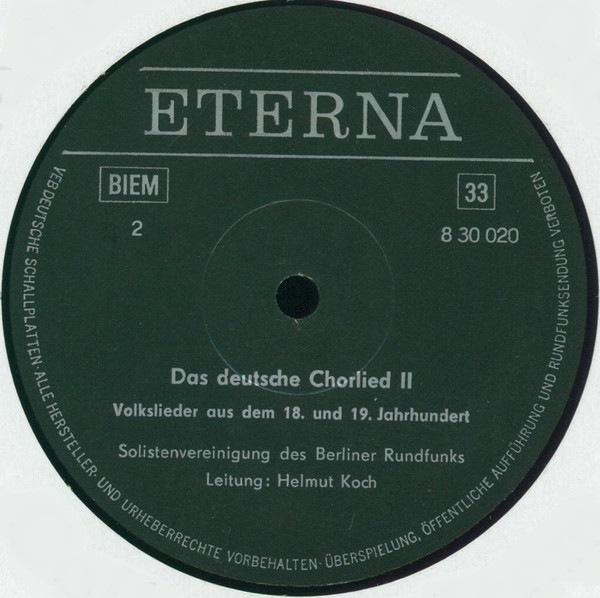 ETERNA
BIEM
33
2
8 30 020
Das deutsche Chorlied II
Volkslieder aus dem 18. und 19. Jahrhundert
Solistenvereinigung des Berliner Rundfunks
Leitung: Helmut Koch
VEB DEUTSCHE SCHALLPLATTEN · ALLE HERSTELLER- UND URHEBERRECHTE VORBEHALTEN · ÜBERSPIELUNG, ÖFFENTLICHE AUFFÜHRUNG UND RUNDFUNKSENDUNG VERBOTEN